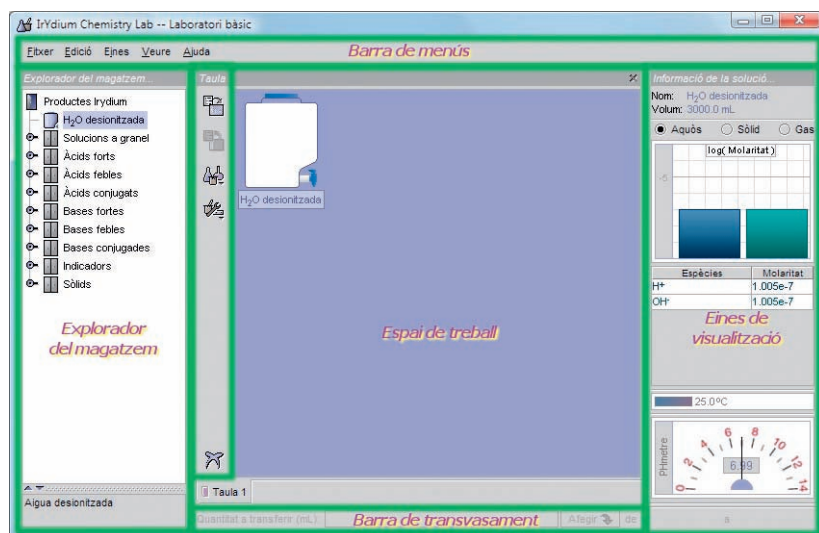 IrYdium Chemistry Lab -- Laboratori bàsic
Fitxer Edició Ejnes Veure Ajuda
Barra de menús
Explorador del magatzem...
Productes Irydium
H₂O desionitzada
Solucions a granel
Àcids forts
Àcids febles
Àcids conjugats
Bases fortes
Bases febles
Bases conjugades
Indicadors
Sòlids
Explorador
del magatzem
Aigua desionitzada
Taula
H₂O desionitzada
Espai de treball
Taula 1
Quantitat a transferir (mL)
Barra de transvasament
Afegir
de
a
Informació de la solució...
Nom: H₂O desionitzada
Volum: 3000.0 mL
Aquòs Sòlid Gas
log( Molaritat )
-5
Espècies Molaritat
H⁺ 1.005e-7
OH⁻ 1.005e-7
Eines de
visualització
25.0ºC
PHmetre
0 2 4 6 8 10 12 14
6.99